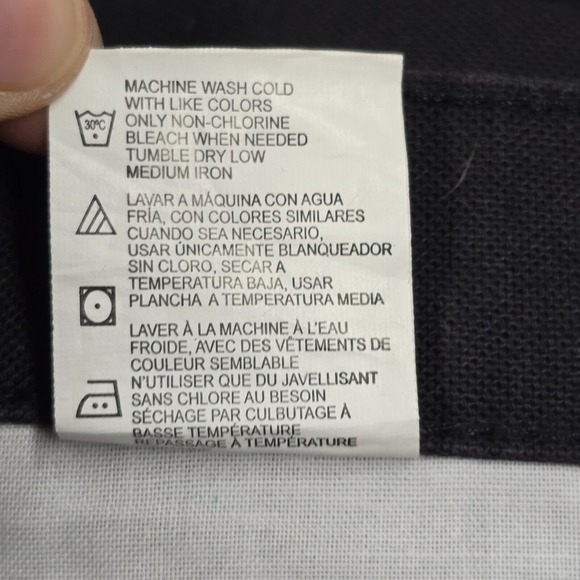 MACHINE WASH COLD
WITH LIKE COLORS
ONLY NON-CHLORINE
BLEACH WHEN NEEDED
TUMBLE DRY LOW
MEDIUM IRON
30°C
LAVAR A MÁQUINA CON AGUA
FRÍA, CON COLORES SIMILARES
CUANDO SEA NECESARIO,
USAR ÚNICAMENTE BLANQUEADOR
SIN CLORO, SECAR A
TEMPERATURA BAJA, USAR
PLANCHA A TEMPERATURA MEDIA
LAVER À LA MACHINE À L'EAU
FROIDE, AVEC DES VÊTEMENTS DE
COULEUR SEMBLABLE
N'UTILISER QUE DU JAVELLISANT
SANS CHLORE AU BESOIN
SÉCHAGE PAR CULBUTAGE À
BASSE TEMPÉRATURE
REPASSAGE À TEMPÉRATURE